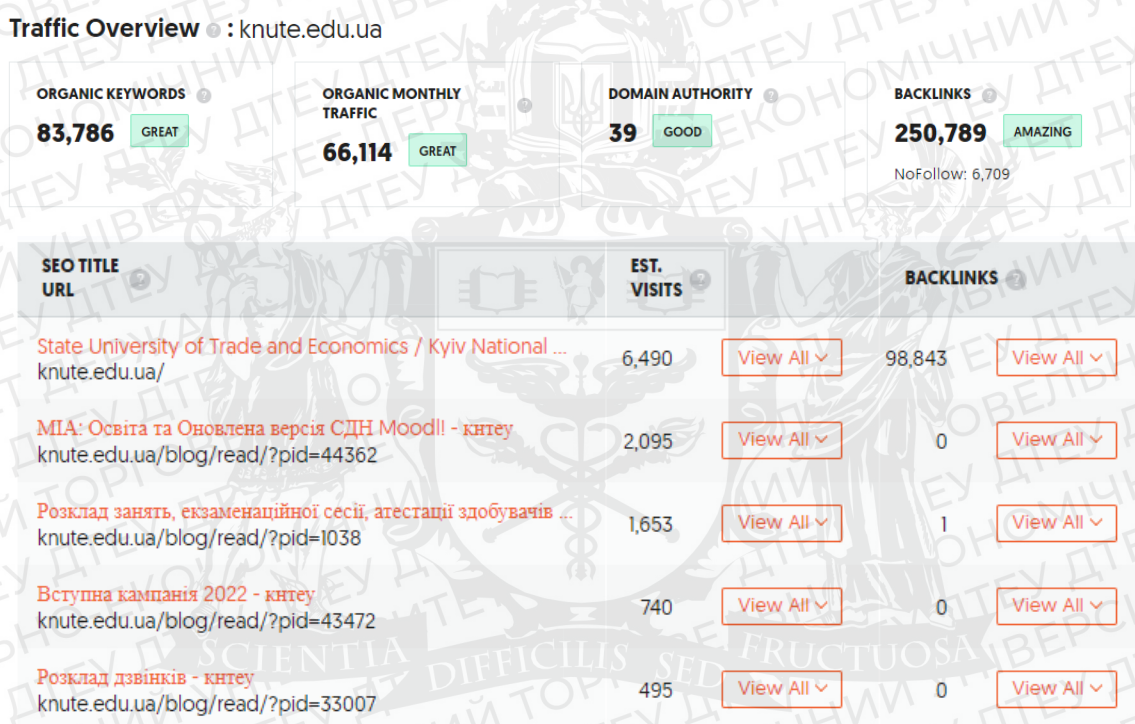 Traffic Overview : knute.edu.ua
ORGANIC KEYWORDS
83,786 GREAT
ORGANIC MONTHLY
TRAFFIC
66,114 GREAT
DOMAIN AUTHORITY
39 GOOD
BACKLINKS
250,789 AMAZING
NoFollow: 6,709
SEO TITLE
URL
EST.
VISITS
BACKLINKS
State University of Trade and Economics / Kyiv National ...
knute.edu.ua/
6,490 View All 98,843 View All
МІА: Освіта та Оновлена версія СДН Moodl! - кнтеу
knute.edu.ua/blog/read/?pid=44362
2,095 View All 0 View All
Розклад занять, екзаменаційної сесії, атестації здобувачів ...
knute.edu.ua/blog/read/?pid=1038
1,653 View All 1 View All
Вступна кампанія 2022 - кнтеу
knute.edu.ua/blog/read/?pid=43472
740 View All 0 View All
Розклад дзвінків - кнтеу
knute.edu.ua/blog/read/?pid=33007
495 View All 0 View All
SCIENTIA DIFFICILIS SED FRUCTUOSA